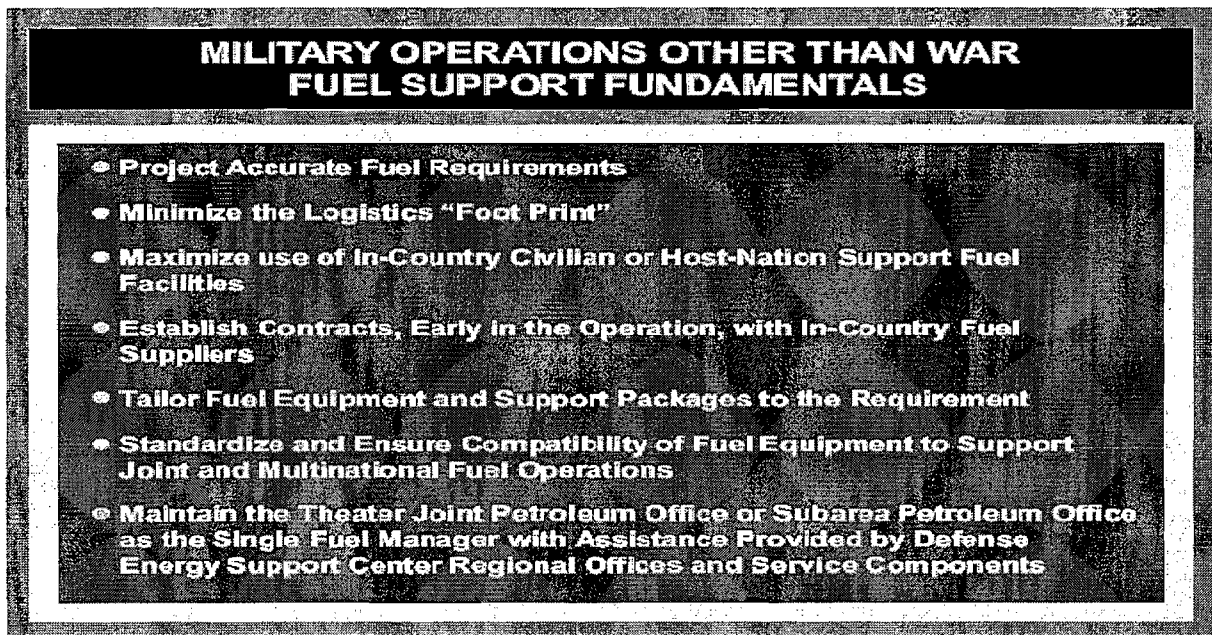 MILITARY OPERATIONS OTHER THAN WAR
FUEL SUPPORT FUNDAMENTALS
● Project Accurate Fuel Requirements
● Minimize the Logistics “Foot Print”
● Maximize use of In-Country Civilian or Host-Nation Support Fuel
Facilities
● Establish Contracts, Early in the Operation, with In-Country Fuel
Suppliers
● Tailor Fuel Equipment and Support Packages to the Requirement
● Standardize and Ensure Compatibility of Fuel Equipment to Support
Joint and Multinational Fuel Operations
● Maintain the Theater Joint Petroleum Office or Subarea Petroleum Office
as the Single Fuel Manager with Assistance Provided by Defense
Energy Support Center Regional Offices and Service Components